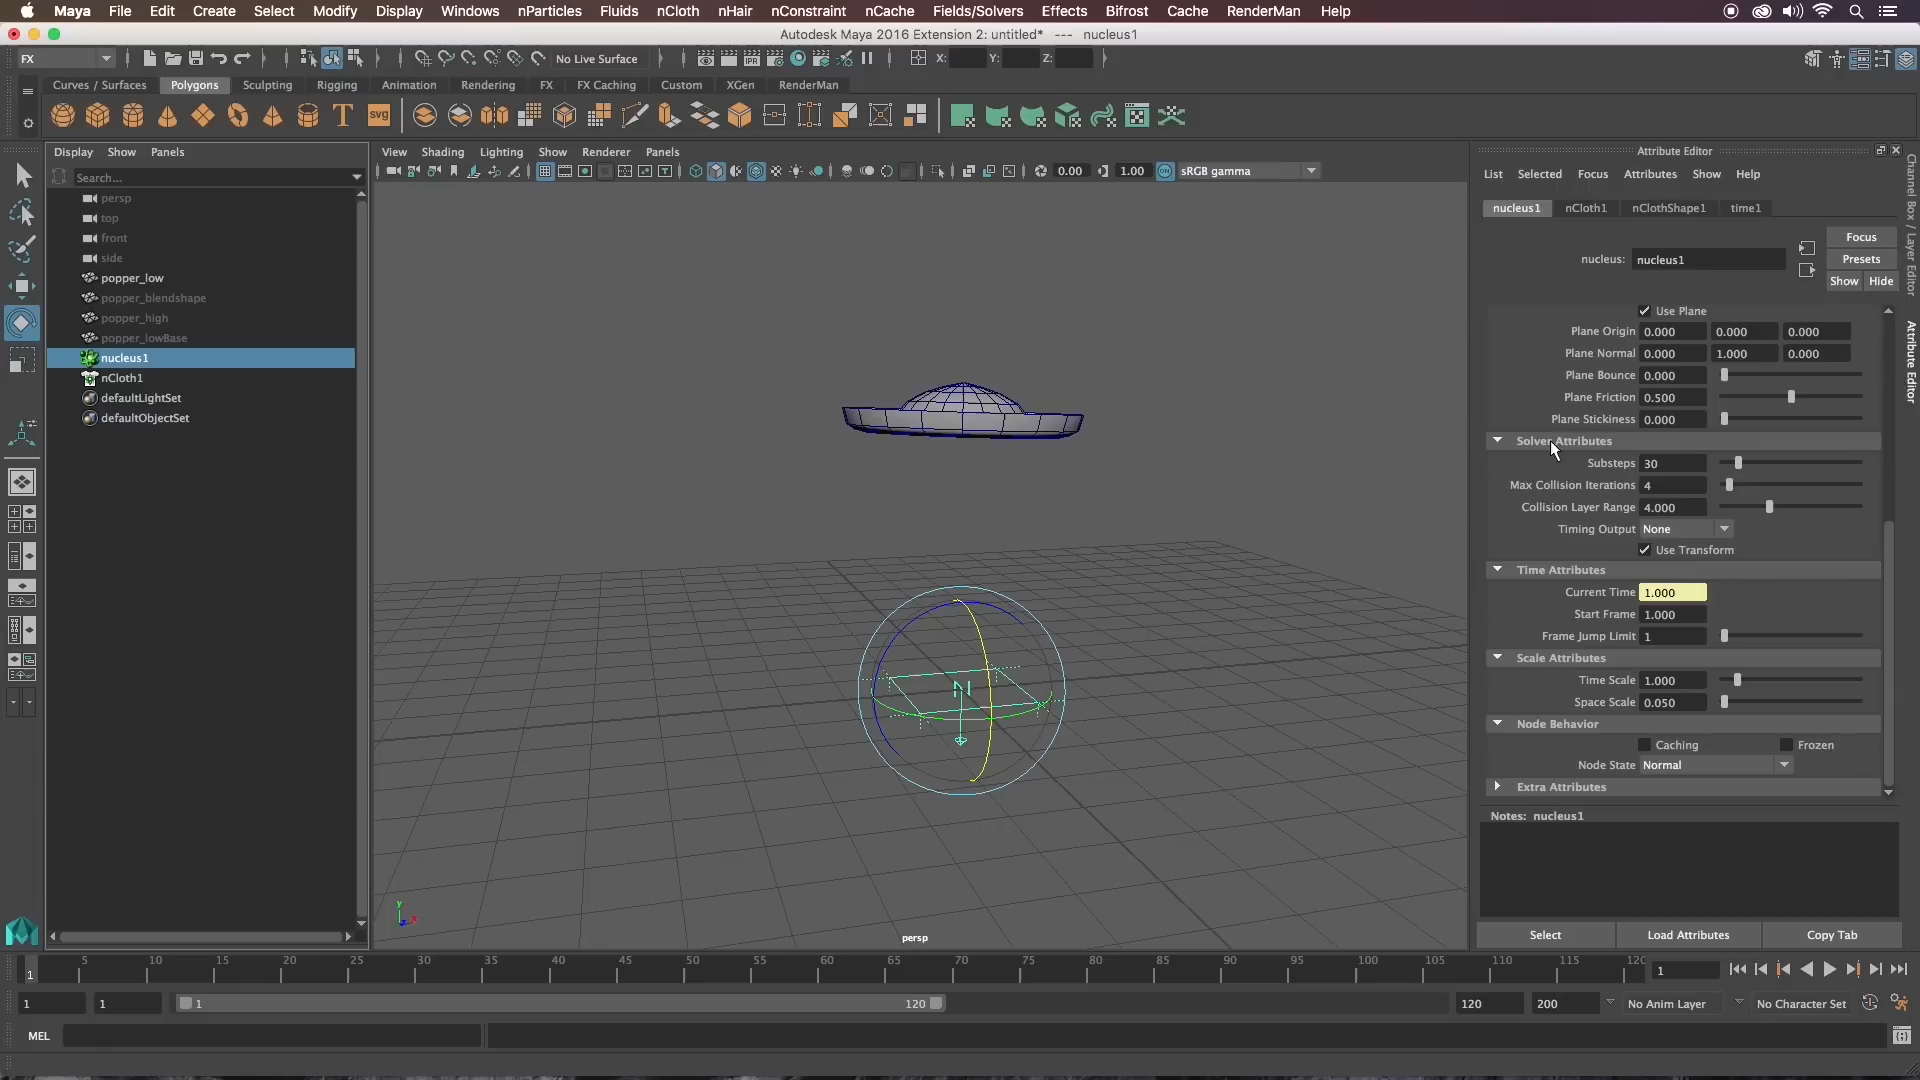 Maya File Edit Create Select Modify Display Windows nParticles Fluids nCloth nHair nConstraint nCache Fields/Solvers Effects Bifrost Cache RenderMan Help
Autodesk Maya 2016 Extension 2: untitled* --- nucleus1
FX No Live Surface X: Y: Z:
Curves / Surfaces Polygons Sculpting Rigging Animation Rendering FX FX Caching Custom XGen RenderMan
T SVG
Display Show Panels
Search...
persp
top
front
side
popper_low
popper_blendshape
popper_high
popper_lowBase
nucleus1
nCloth1
defaultLightSet
defaultObjectSet
View Shading Lighting Show Renderer Panels
0.00 1.00 ON sRGB gamma
N
y
x
persp
Attribute Editor
List Selected Focus Attributes Show Help
nucleus1 nCloth1 nClothShape1 time1
nucleus: nucleus1
Focus
Presets
Show Hide
Use Plane
Plane Origin 0.000 0.000 0.000
Plane Normal 0.000 1.000 0.000
Plane Bounce 0.000
Plane Friction 0.500
Plane Stickiness 0.000
Solver Attributes
Substeps 30
Max Collision Iterations 4
Collision Layer Range 4.000
Timing Output None
Use Transform
Time Attributes
Current Time 1.000
Start Frame 1.000
Frame Jump Limit 1
Scale Attributes
Time Scale 1.000
Space Scale 0.050
Node Behavior
Caching Frozen
Node State Normal
Extra Attributes
Notes: nucleus1
Select Load Attributes Copy Tab
Channel Box / Layer Editor
Attribute Editor
1 5 10 15 20 25 30 35 40 45 50 55 60 65 70 75 80 85 90 95 100 105 110 115 120 1
1 1 1 120 120 200 No Anim Layer No Character Set
MEL